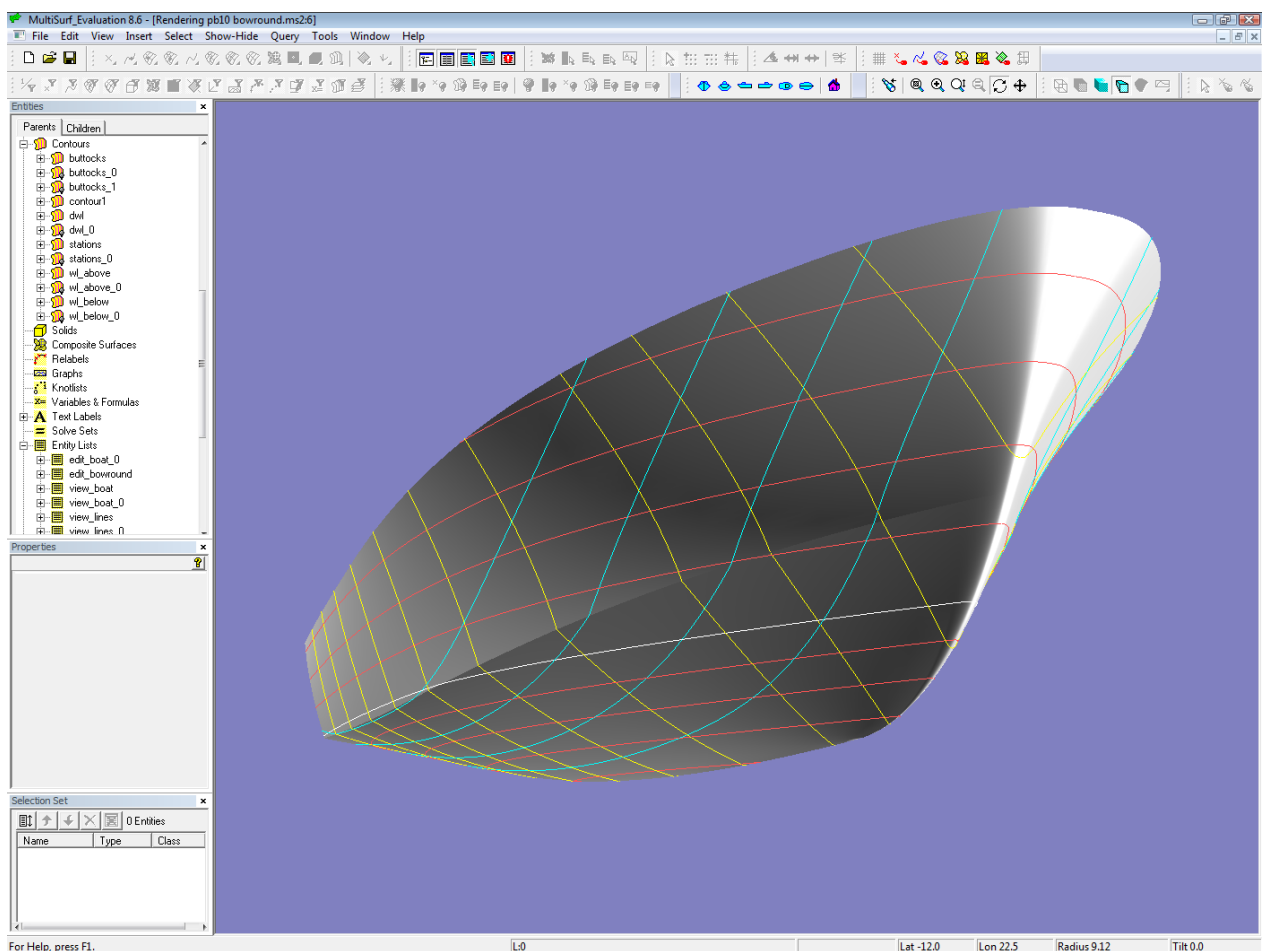 MultiSurf_Evaluation 8.6 - [Rendering pb10 bowround.ms2:6]
File Edit View Insert Select Show-Hide Query Tools Window Help
Entities
Parents Children
Contours
buttocks
buttocks_0
buttocks_1
contour1
dwl
dwl_0
stations
stations_0
wl_above
wl_above_0
wl_below
wl_below_0
Solids
Composite Surfaces
Relabels
Graphs
Knotlists
Variables & Formulas
Text Labels
Solve Sets
Entity Lists
edit_boat_0
edit_bowround
view_boat
view_boat_0
view_lines
view_lines_0
Properties
Selection Set
0 Entities
Name Type Class
For Help, press F1. L:0 Lat -12.0 Lon 22.5 Radius 9.12 Tilt 0.0